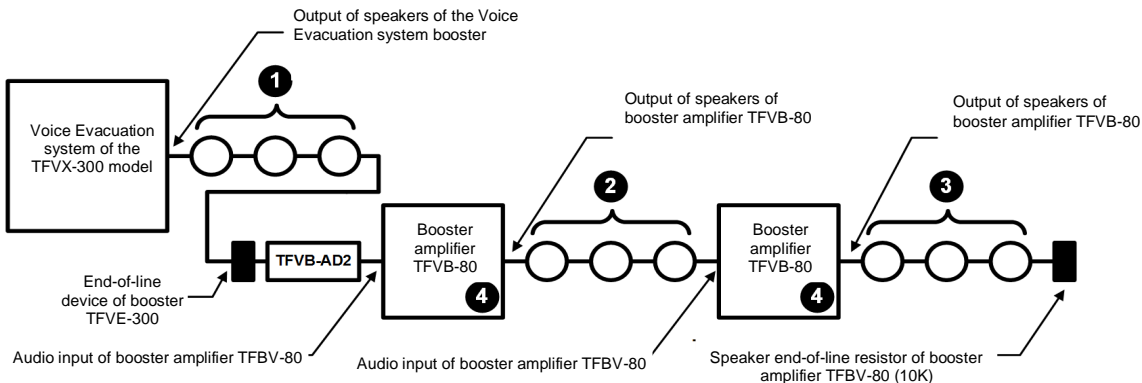 Output of speakers of the Voice
Evacuation system booster
1
Voice Evacuation
system of the
TFVX-300 model
Output of speakers of
booster amplifier TFVB-80
Output of speakers of
booster amplifier TFVB-80
2
3
Booster
amplifier
TFVB-80
4
Booster
amplifier
TFVB-80
4
TFVB-AD2
End-of-line
device of booster
TFVE-300
Audio input of booster amplifier TFBV-80
Audio input of booster amplifier TFBV-80
Speaker end-of-line resistor of booster
amplifier TFBV-80 (10K)